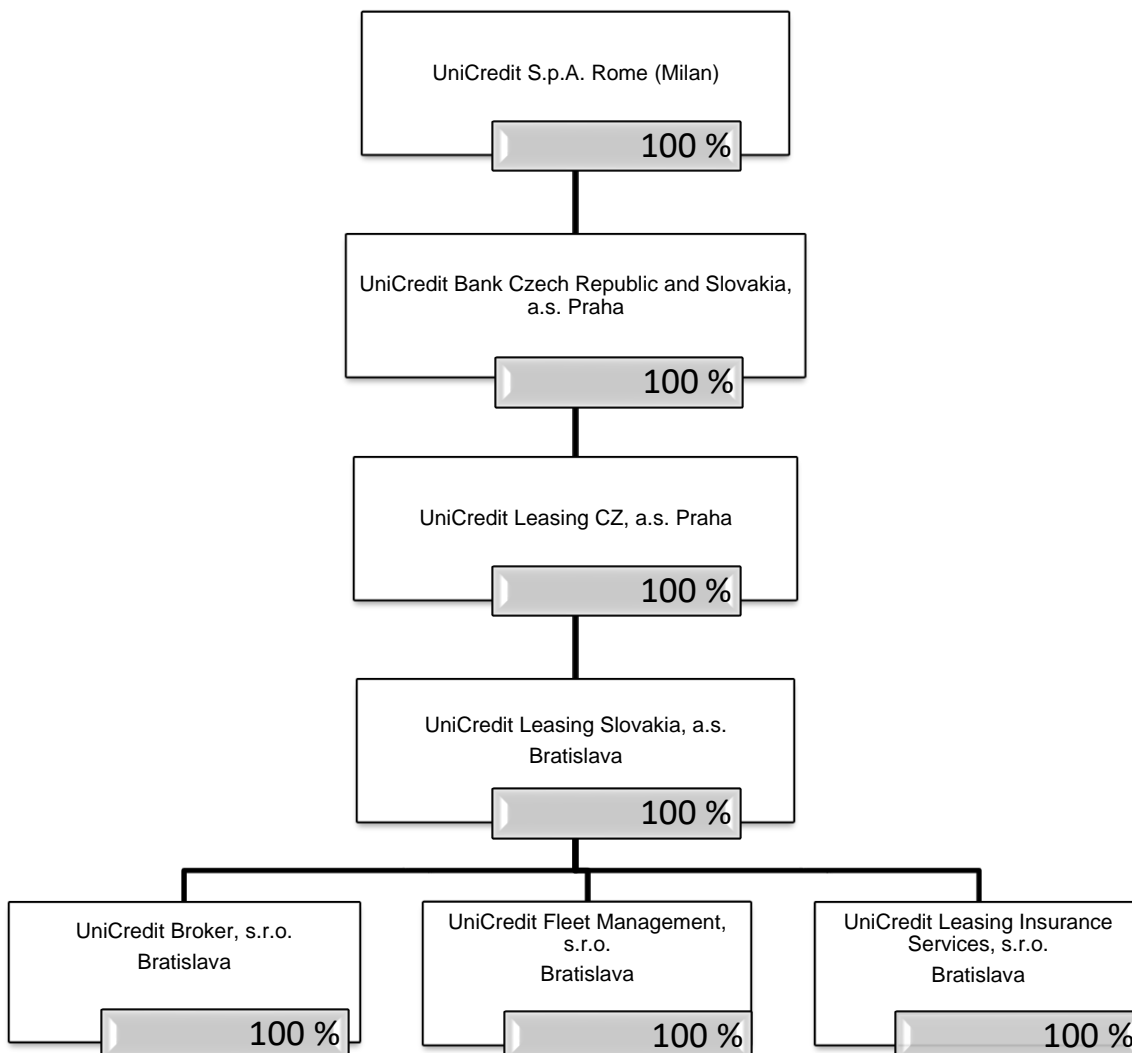 UniCredit S.p.A. Rome (Milan)
100 %
UniCredit Bank Czech Republic and Slovakia,
a.s. Praha
100 %
UniCredit Leasing CZ, a.s. Praha
100 %
UniCredit Leasing Slovakia, a.s.
Bratislava
100 %
UniCredit Broker, s.r.o.
Bratislava
100 %
UniCredit Fleet Management,
s.r.o.
Bratislava
100 %
UniCredit Leasing Insurance
Services, s.r.o.
Bratislava
100 %